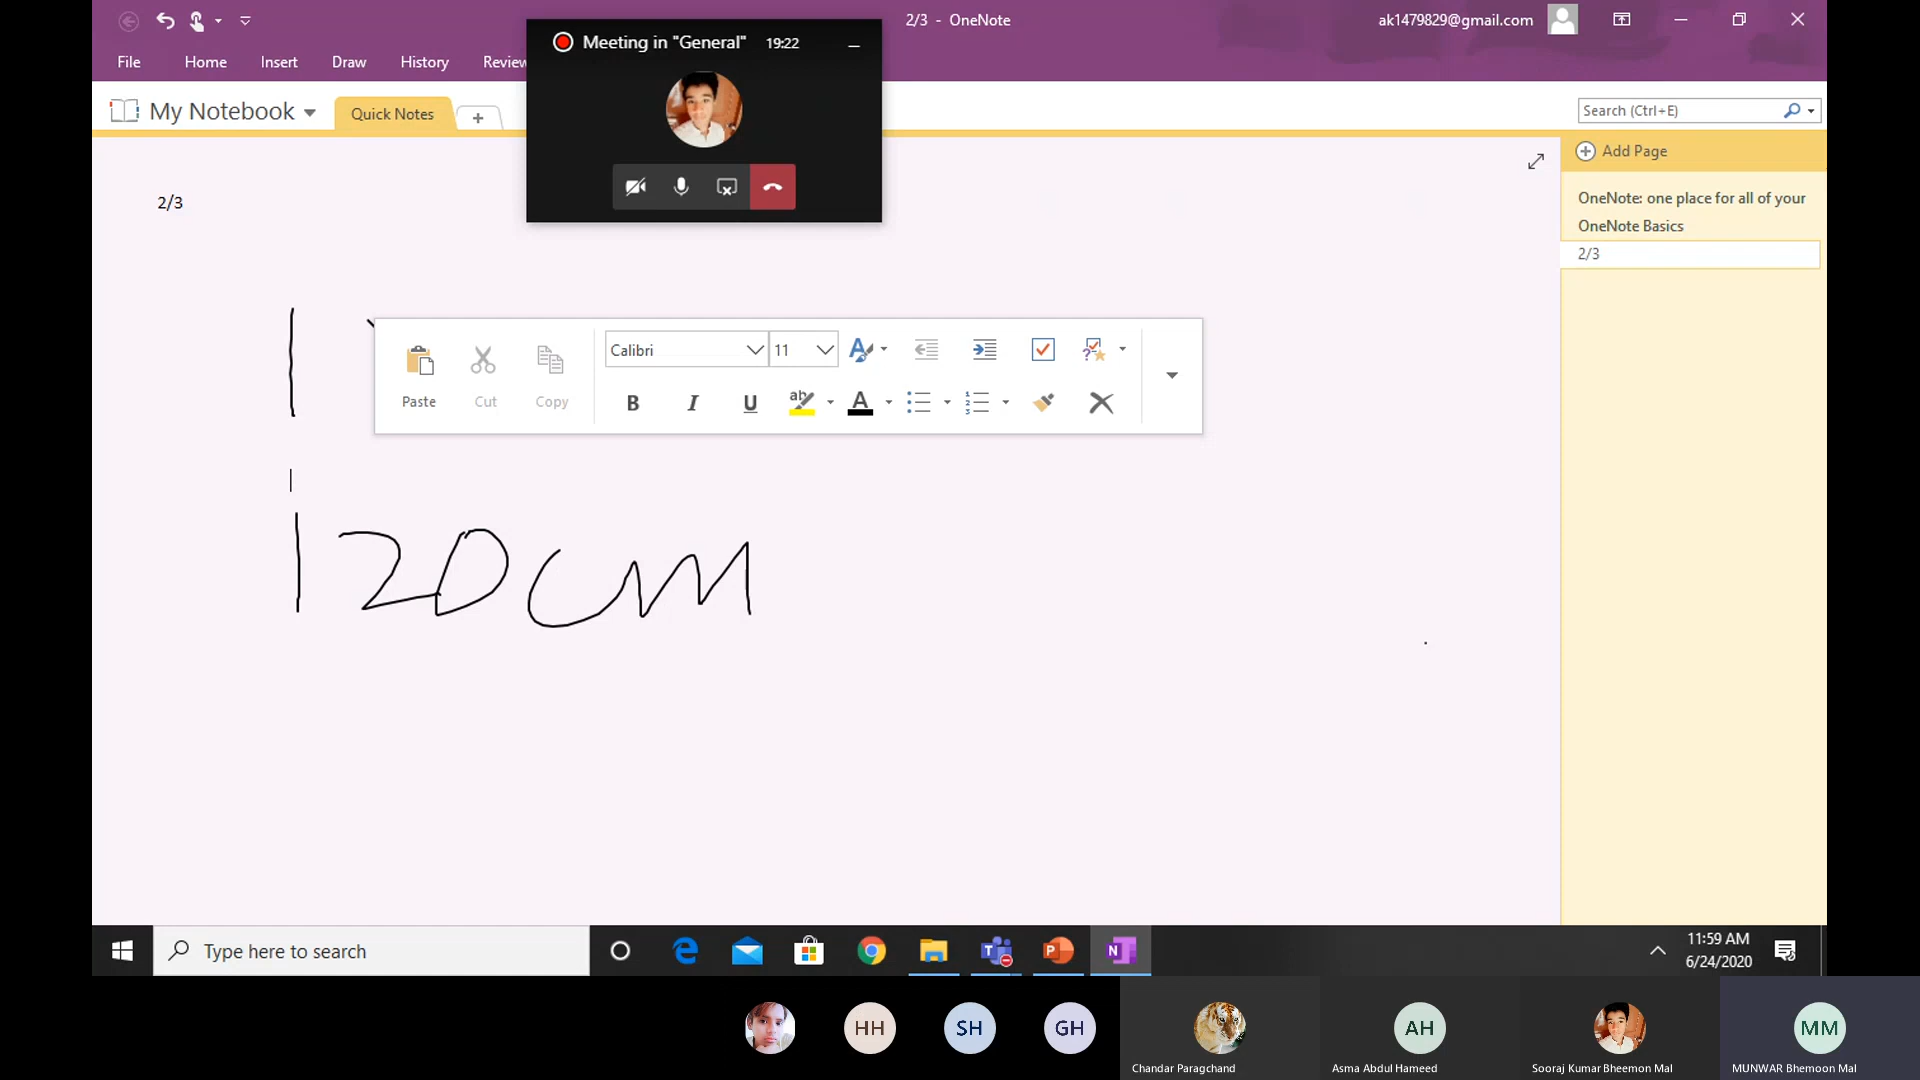 2/3 - OneNote
ak1479829@gmail.com
Meeting in "General" 19:22
File Home Insert Draw History Review
My Notebook
Quick Notes
Search (Ctrl+E)
Add Page
OneNote: one place for all of your
OneNote Basics
2/3
2/3
Calibri 11
Paste Cut Copy
B I U ab A
120cm
Type here to search
11:59 AM
6/24/2020
HH SH GH AH MM
Chandar Paragchand
Asma Abdul Hameed
Sooraj Kumar Bheemon Mal
MUNWAR Bhemoon Mal